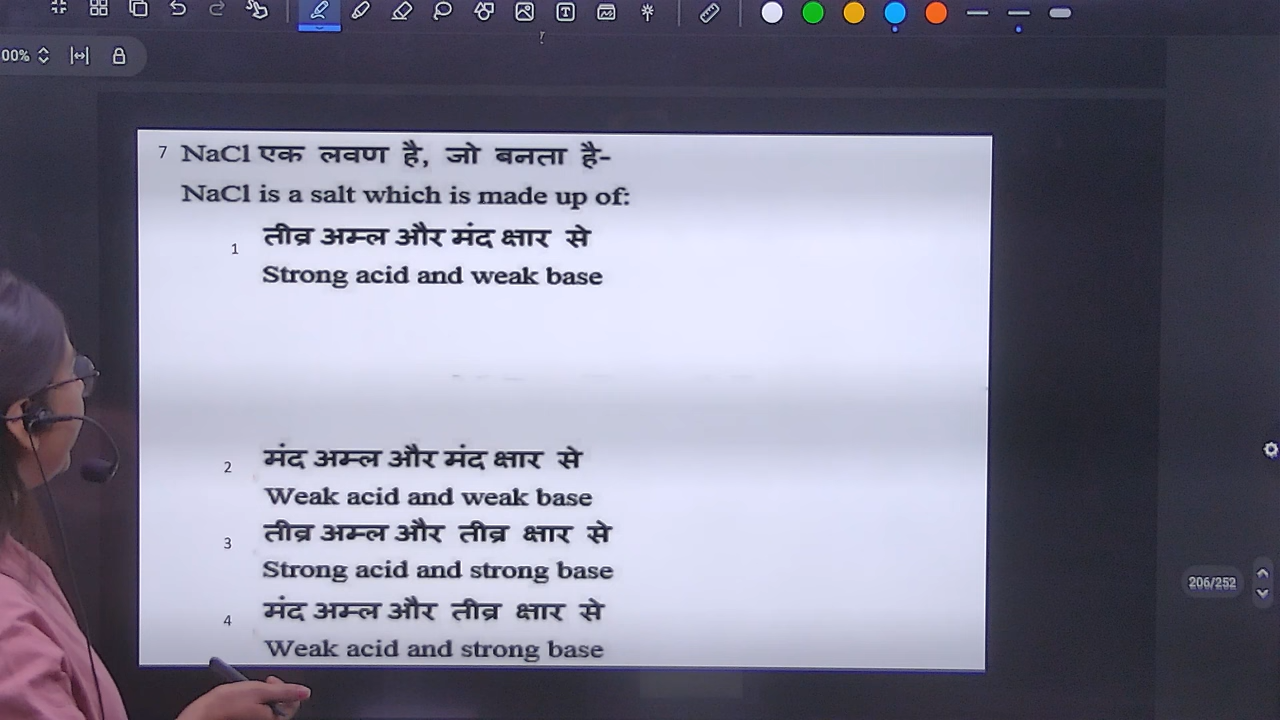 00%
7 NaCl एक लवण है, जो बनता है-
NaCl is a salt which is made up of:
1 तीव्र अम्ल और मंद क्षार से
Strong acid and weak base
2 मंद अम्ल और मंद क्षार से
Weak acid and weak base
3 तीव्र अम्ल और तीव्र क्षार से
Strong acid and strong base
4 मंद अम्ल और तीव्र क्षार से
Weak acid and strong base
206/252